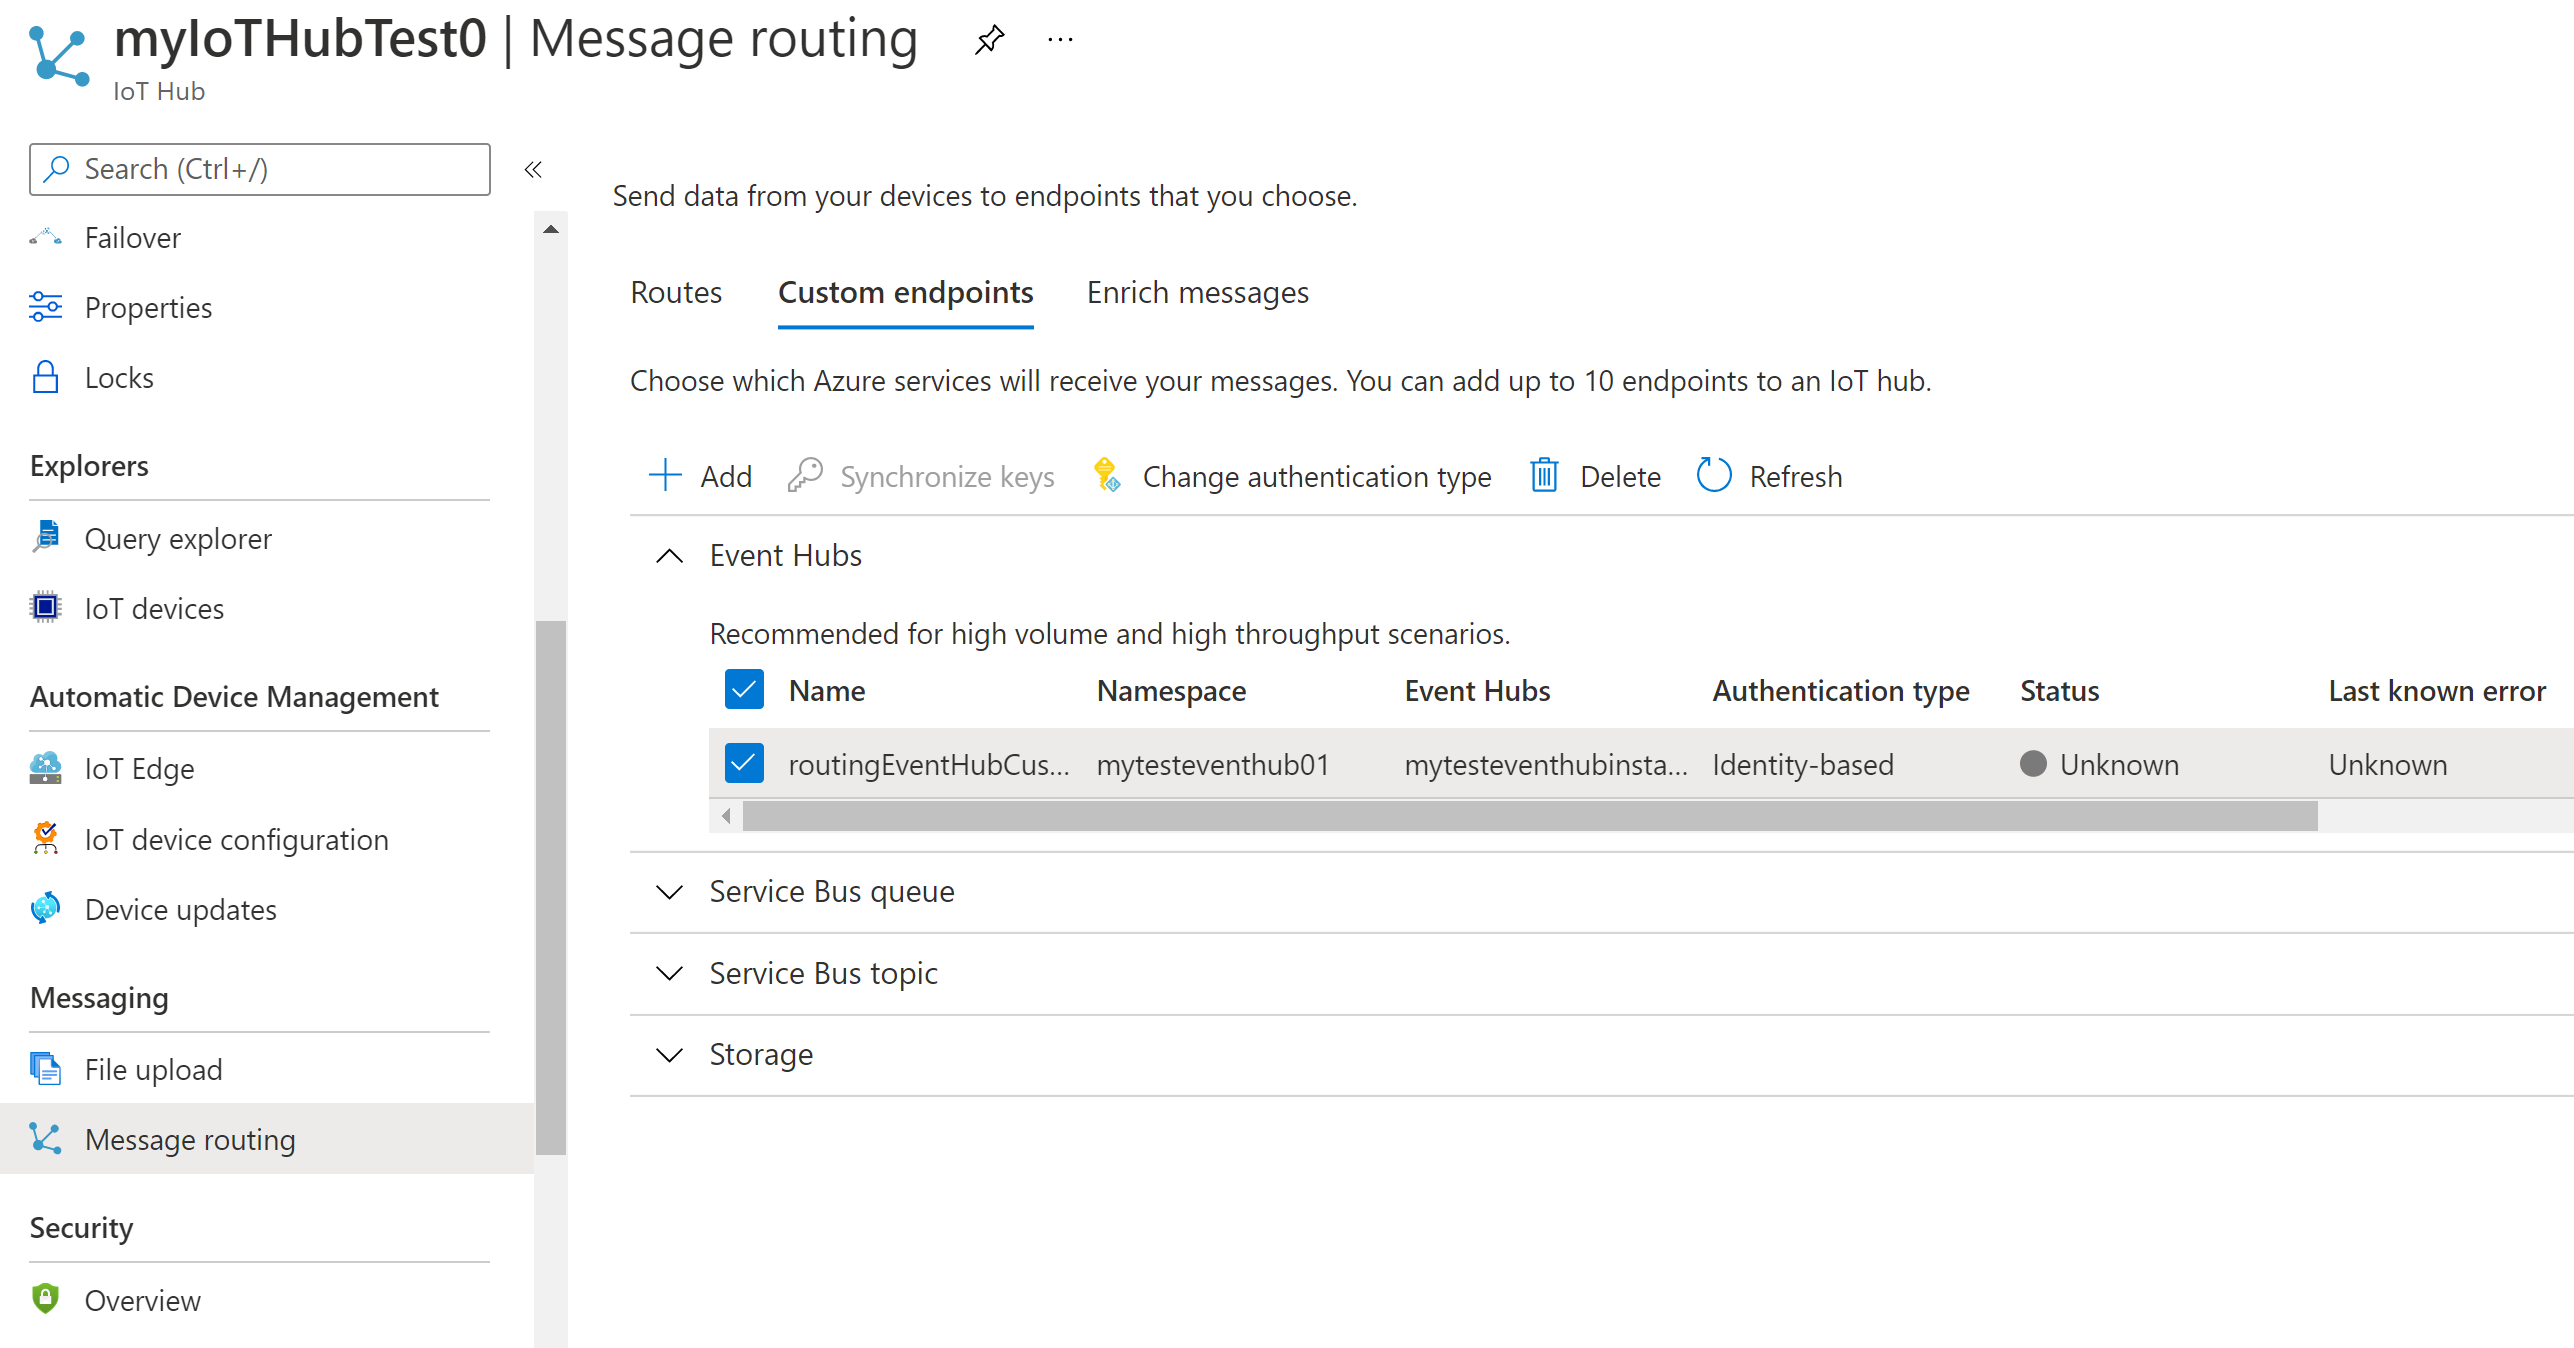 myIoTHubTest0 | Message routing
IoT Hub
Search (Ctrl+/)
Failover
Properties
Locks
Explorers
Query explorer
IoT devices
Automatic Device Management
IoT Edge
IoT device configuration
Device updates
Messaging
File upload
Message routing
Security
Overview
Send data from your devices to endpoints that you choose.
Routes Custom endpoints Enrich messages
Choose which Azure services will receive your messages. You can add up to 10 endpoints to an IoT hub.
Add Synchronize keys Change authentication type Delete Refresh
Event Hubs
Recommended for high volume and high throughput scenarios.
Name Namespace Event Hubs Authentication type Status Last known error
routingEventHubCus... mytesteventhub01 mytesteventhubinsta... Identity-based Unknown Unknown
Service Bus queue
Service Bus topic
Storage